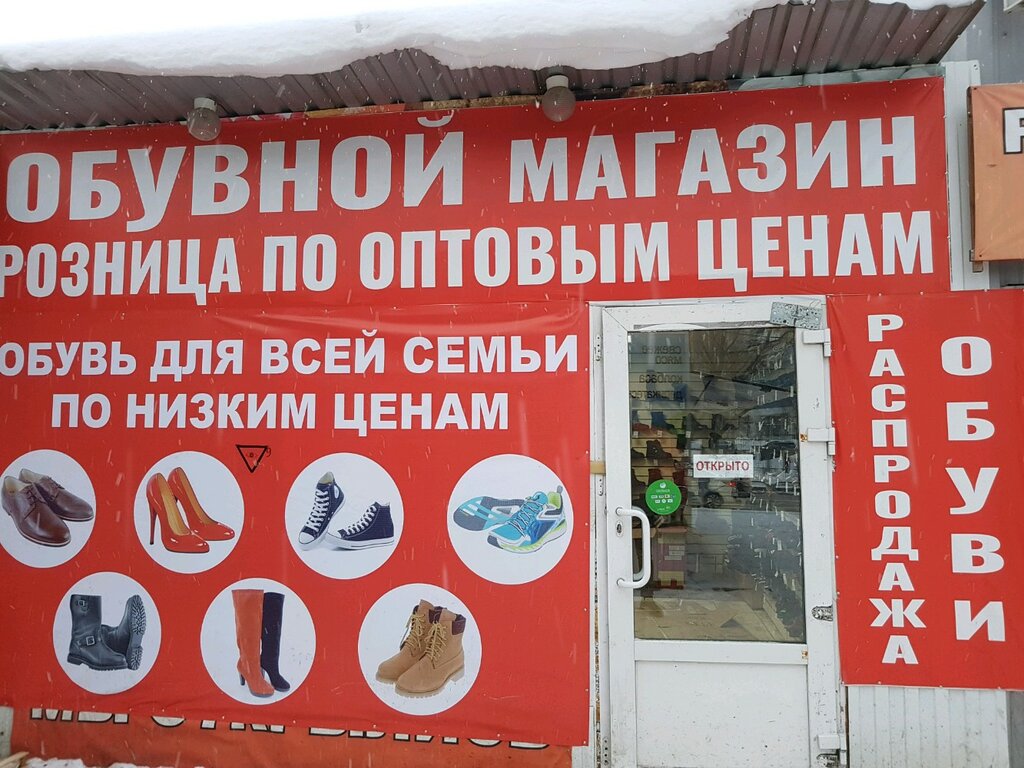 ОБУВНОЙ МАГАЗИН
РОЗНИЦА ПО ОПТОВЫМ ЦЕНАМ
ОБУВЬ ДЛЯ ВСЕЙ СЕМЬИ
ПО НИЗКИМ ЦЕНАМ
ОТКРЫТО
РАСПРОДАЖА
ОБУВИ